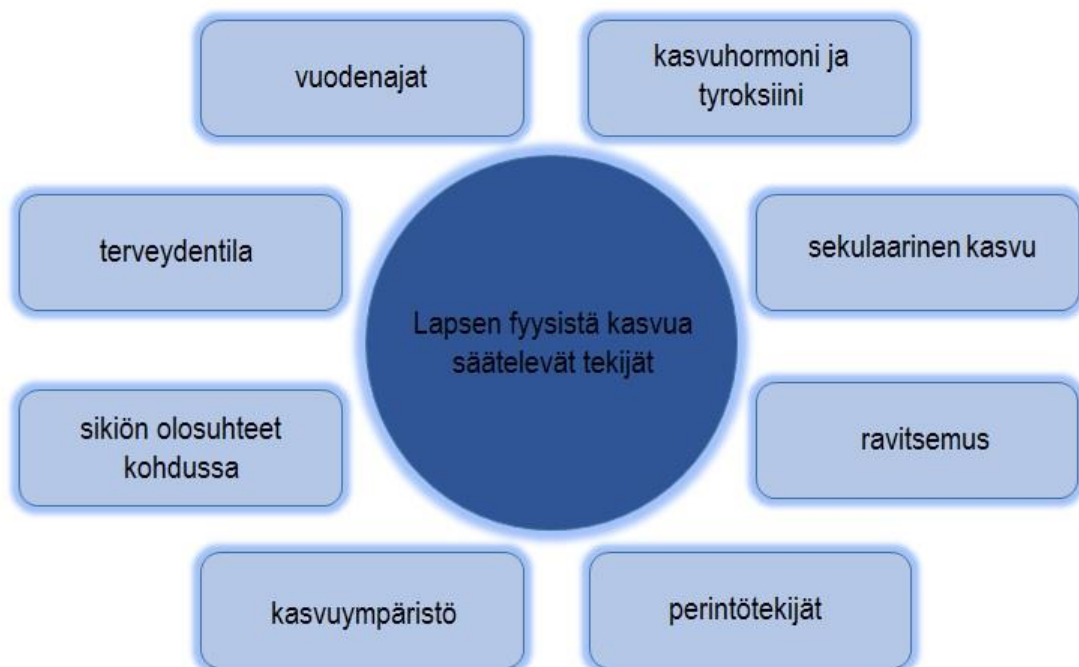 vuodenajat
kasvuhormoni ja
tyroksiini
terveydentila
sekulaarinen kasvu
Lapsen fyysistä kasvua
säätelevät tekijät
sikiön olosuhteet
kohdussa
ravitsemus
kasvuympäristö
perintötekijät